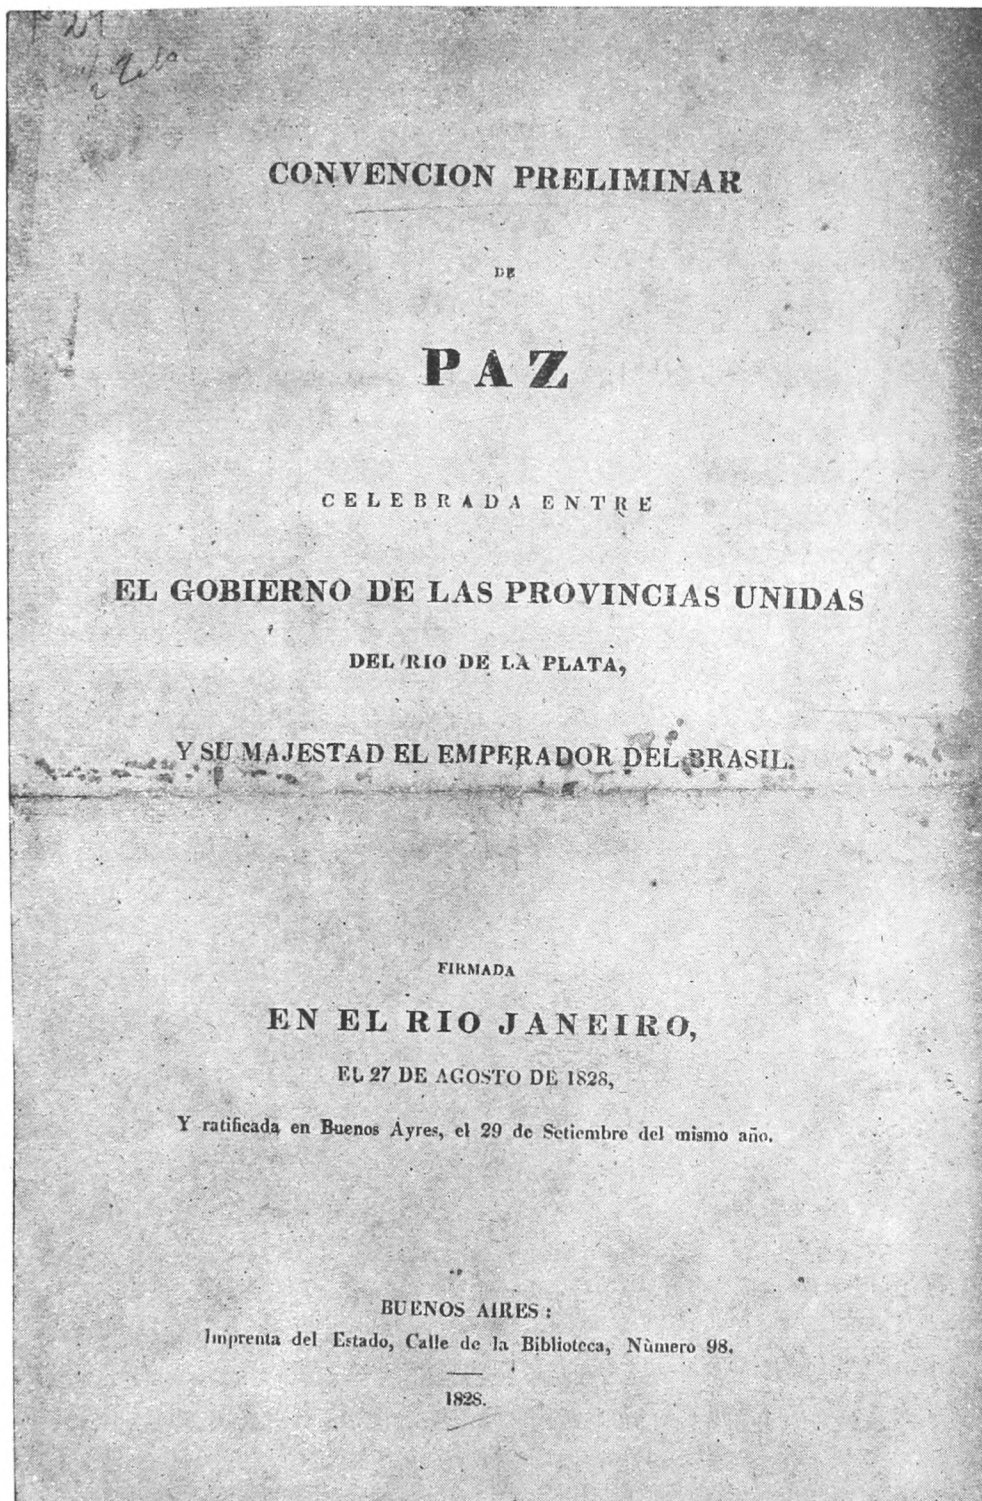 CONVENCION PRELIMINAR
DE
PAZ
CELEBRADA ENTRE
EL GOBIERNO DE LAS PROVINCIAS UNIDAS
DEL RIO DE LA PLATA,
Y SU MAJESTAD EL EMPERADOR DEL BRASIL.
FIRMADA
EN EL RIO JANEIRO,
EL 27 DE AGOSTO DE 1828,
Y ratificada en Buenos Ayres, el 29 de Setiembre del mismo año.
BUENOS AIRES:
Imprenta del Estado, Calle de la Biblioteca, Nùmero 98.
1828.